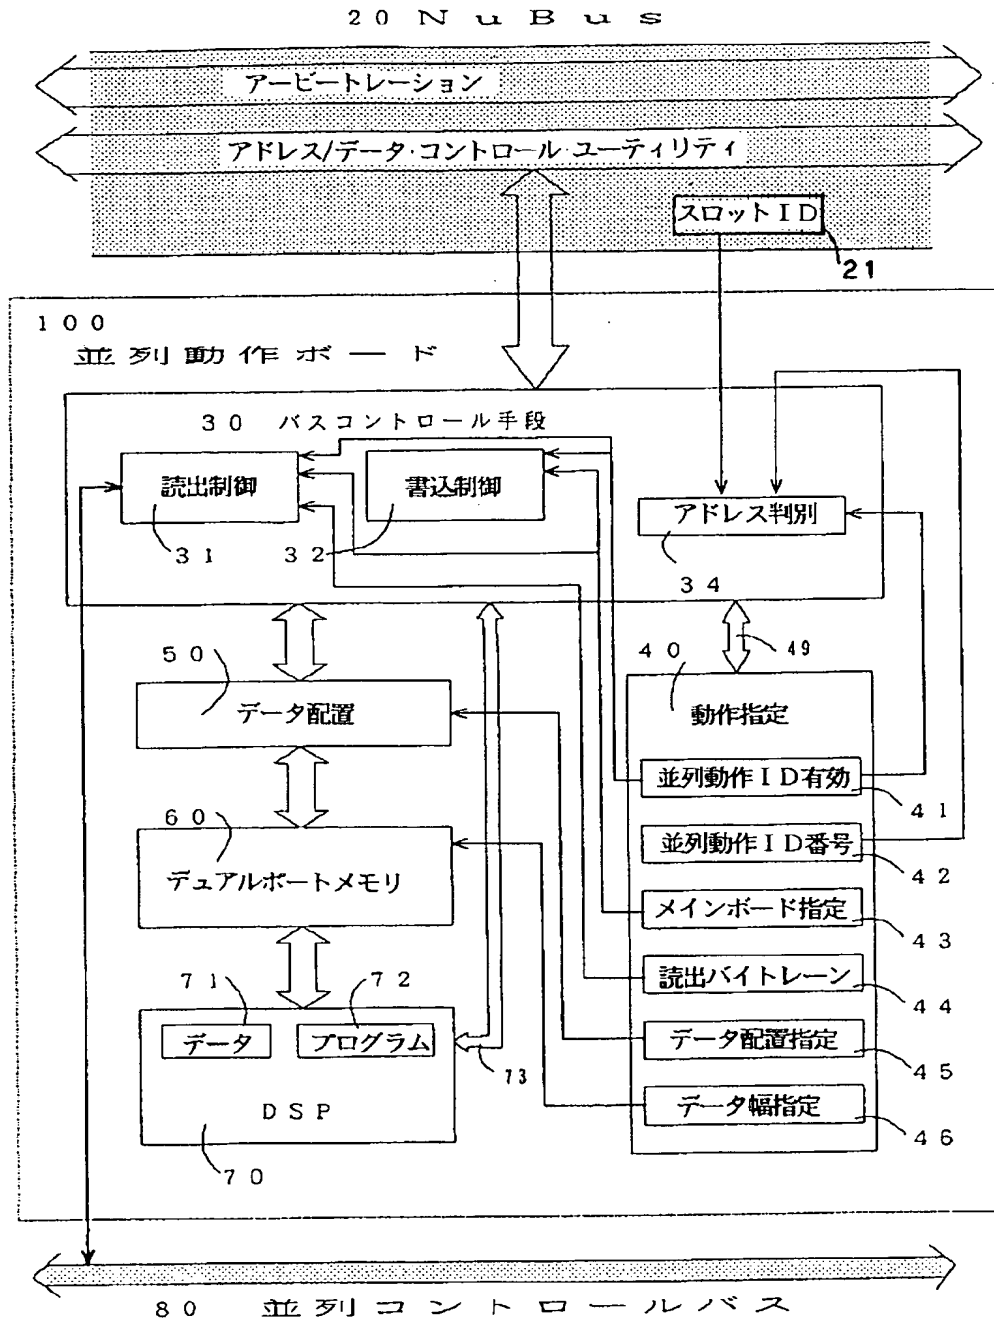 20 NuBus
アービートレーション
アドレス/データ・コントロール・ユーティリティ
スロットID
21
100
並列動作ボード
30 バスコントロール手段
読出制御
書込制御
アドレス判別
31
32
34
50
40
49
データ配置
動作指定
並列動作ID有効
41
60
並列動作ID番号
42
デュアルポートメモリ
メインボード指定
43
71
72
読出バイトレーン
44
データ
プログラム
データ配置指定
73
45
DSP
データ幅指定
46
70
80 並列コントロールバス